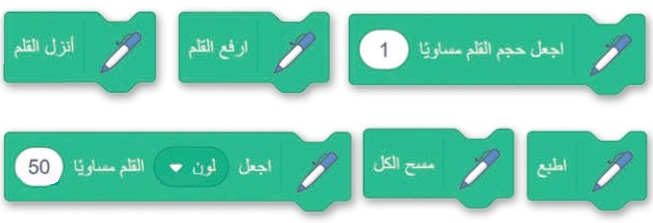 اجعل حجم القلم مساويًا 1
ارفع القلم
أنزل القلم
اطبع
مسح الكل
اجعل لون القلم مساويًا 50